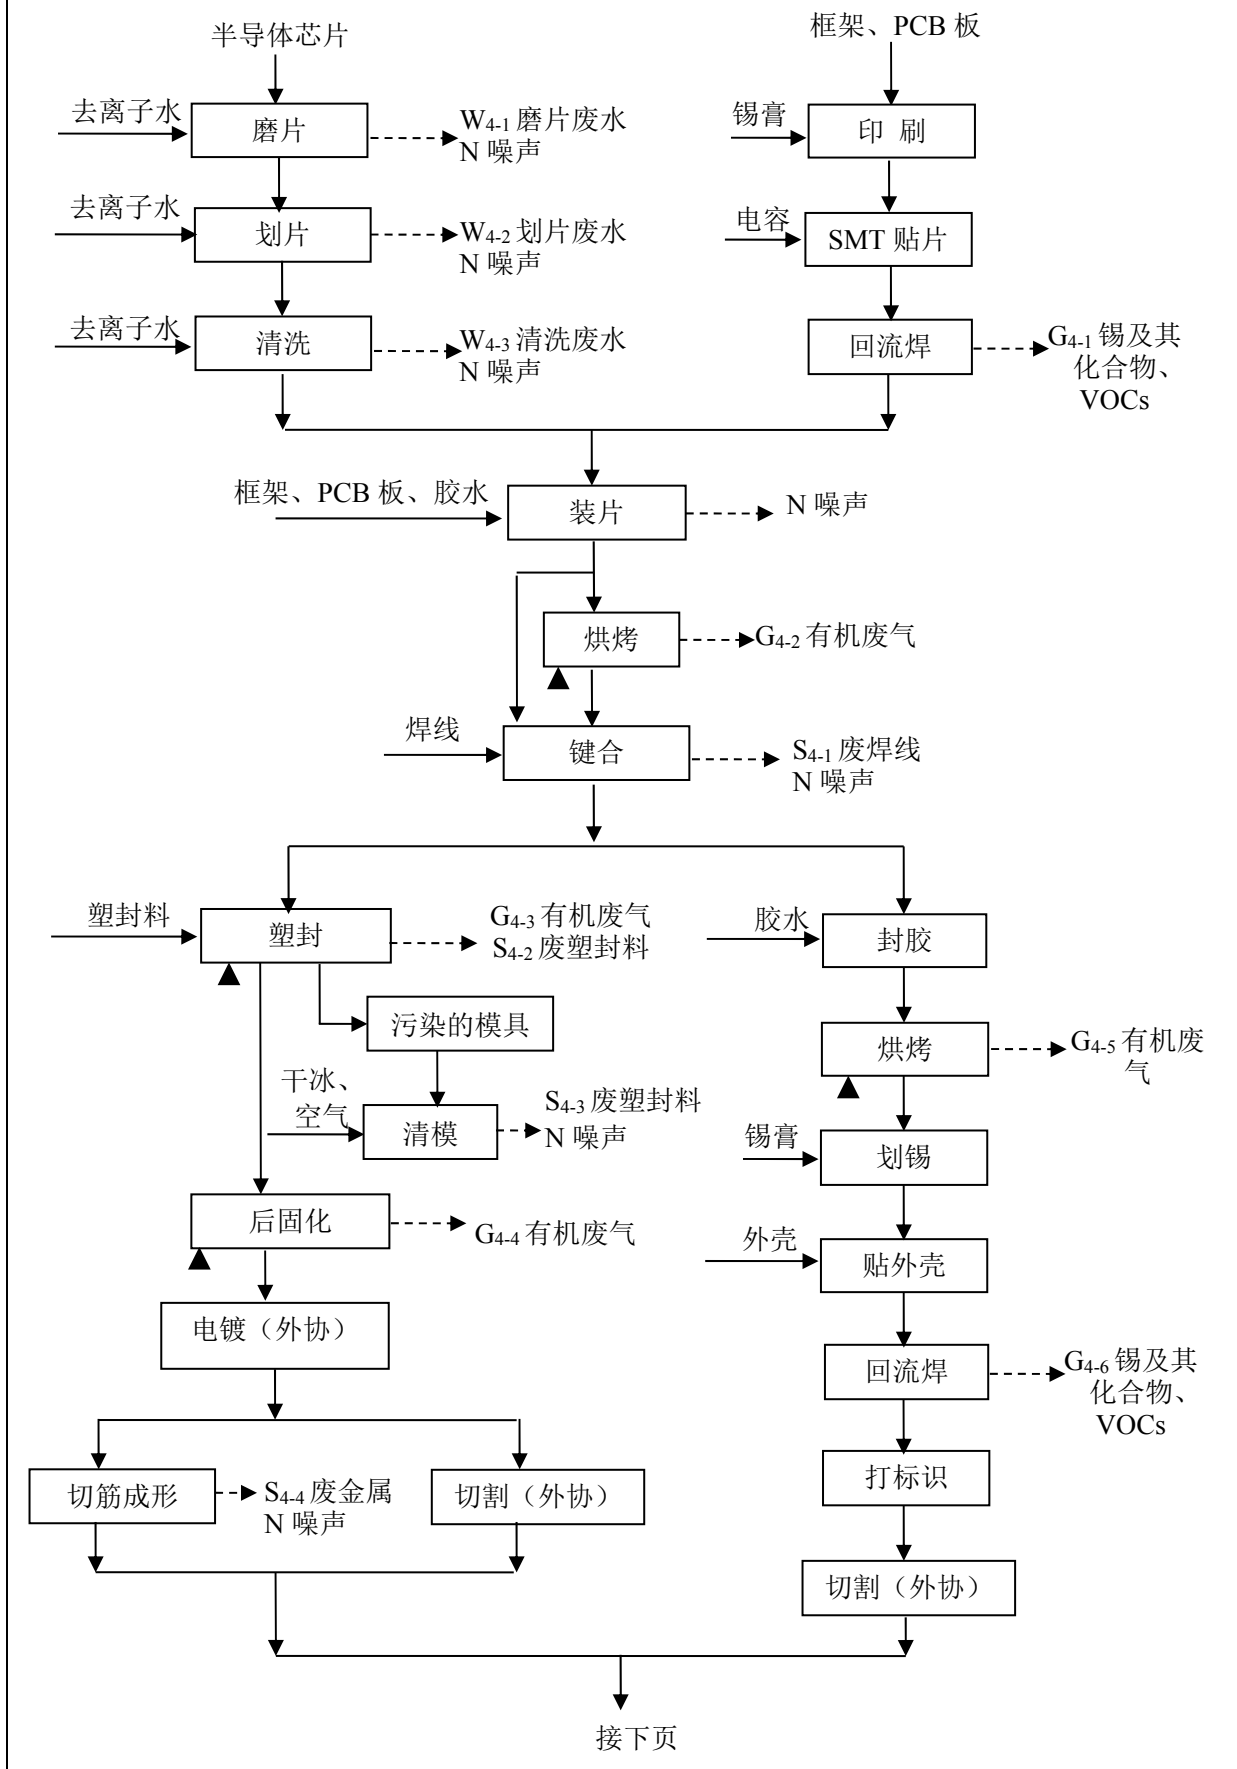 半导体芯片
框架、PCB 板
去离子水
磨片
W4-1 磨片废水
N 噪声
锡膏
印 刷
去离子水
划片
W4-2 划片废水
N 噪声
电容
SMT 贴片
去离子水
清洗
W4-3 清洗废水
N 噪声
回流焊
G4-1 锡及其
化合物、
VOCs
框架、PCB 板、胶水
装片
N 噪声
烘烤
G4-2 有机废气
焊线
键合
S4-1 废焊线
N 噪声
塑封料
塑封
G4-3 有机废气
S4-2 废塑封料
胶水
封胶
污染的模具
烘烤
G4-5 有机废
气
干冰、
空气
清模
S4-3 废塑封料
N 噪声
锡膏
划锡
后固化
G4-4 有机废气
外壳
贴外壳
电镀（外协）
回流焊
G4-6 锡及其
化合物、
VOCs
切筋成形
S4-4 废金属
N 噪声
切割（外协）
打标识
切割（外协）
接下页